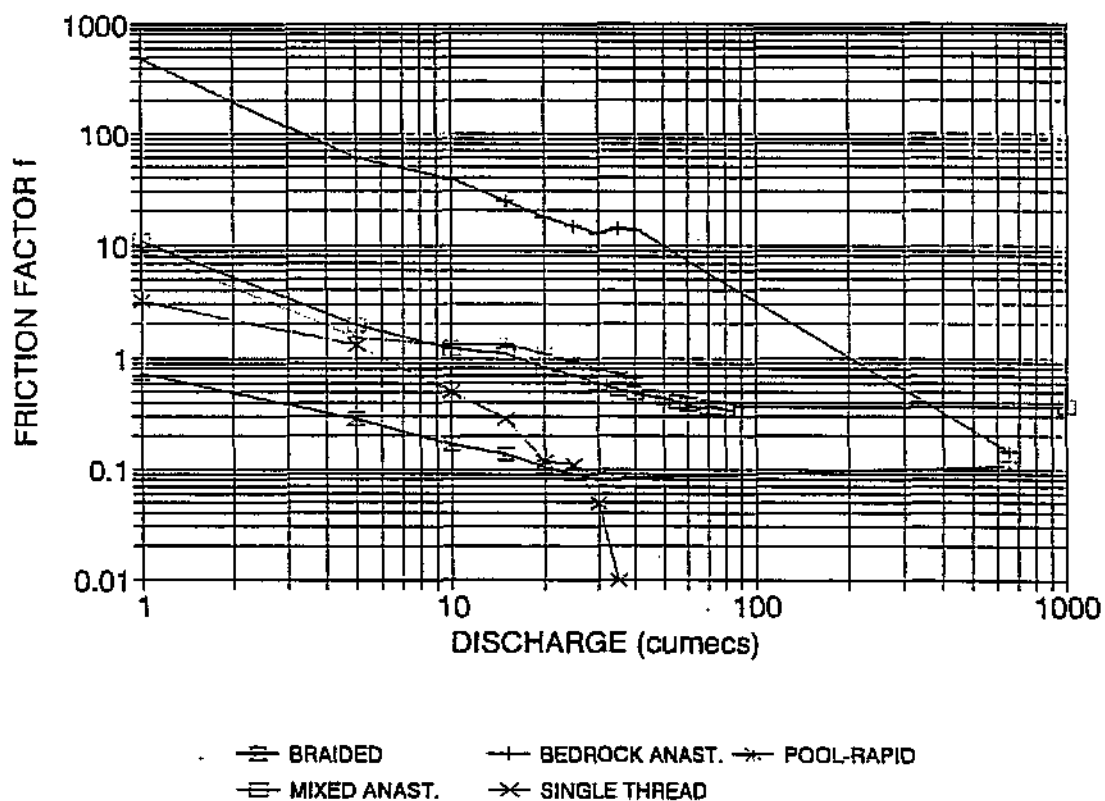 1000
100
10
1
0.1
0.01
FRICTION FACTOR f
1 10 100 1000
DISCHARGE (cumecs)
BRAIDED BEDROCK ANAST. POOL-RAPID
MIXED ANAST. SINGLE THREAD